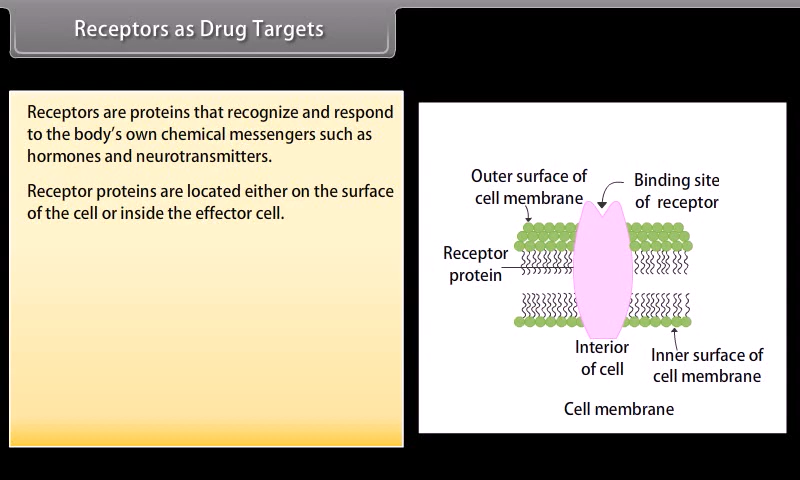 Receptors as Drug Targets
Receptors are proteins that recognize and respond
to the body's own chemical messengers such as
hormones and neurotransmitters.
Receptor proteins are located either on the surface
of the cell or inside the effector cell.
Outer surface of
cell membrane
Binding site
of receptor
Receptor
protein
Interior
of cell
Inner surface of
cell membrane
Cell membrane